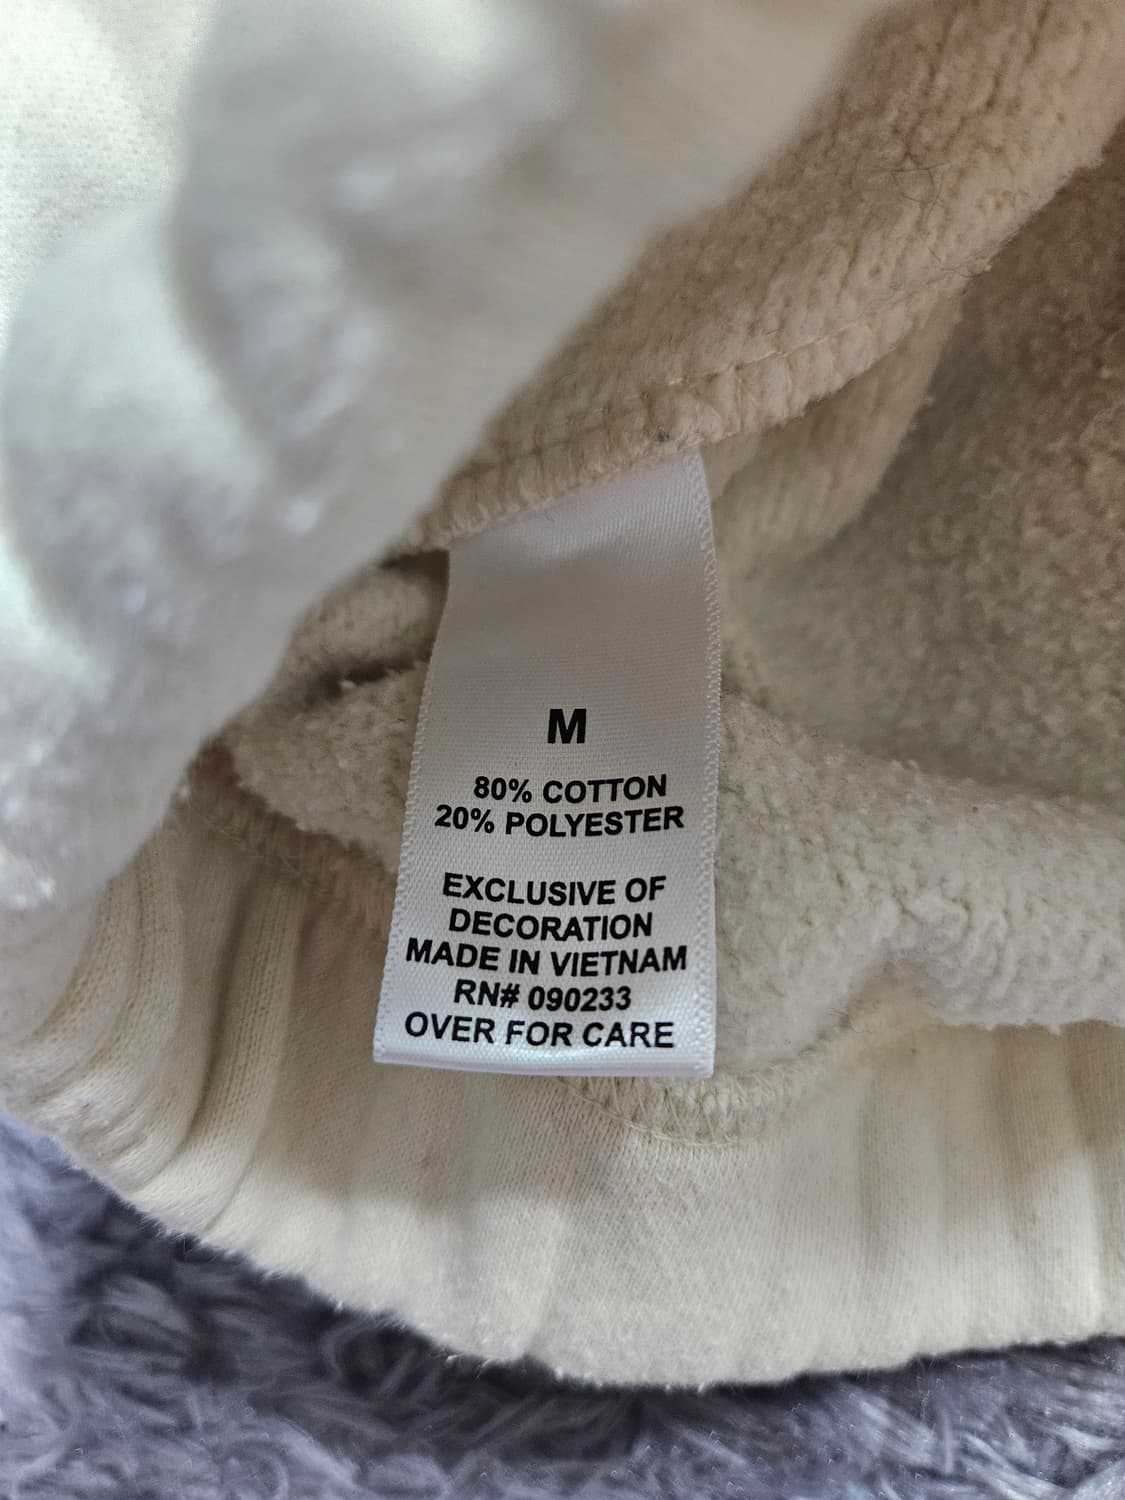 M
80% COTTON
20% POLYESTER
EXCLUSIVE OF
DECORATION
MADE IN VIETNAM
RN# 090233
OVER FOR CARE